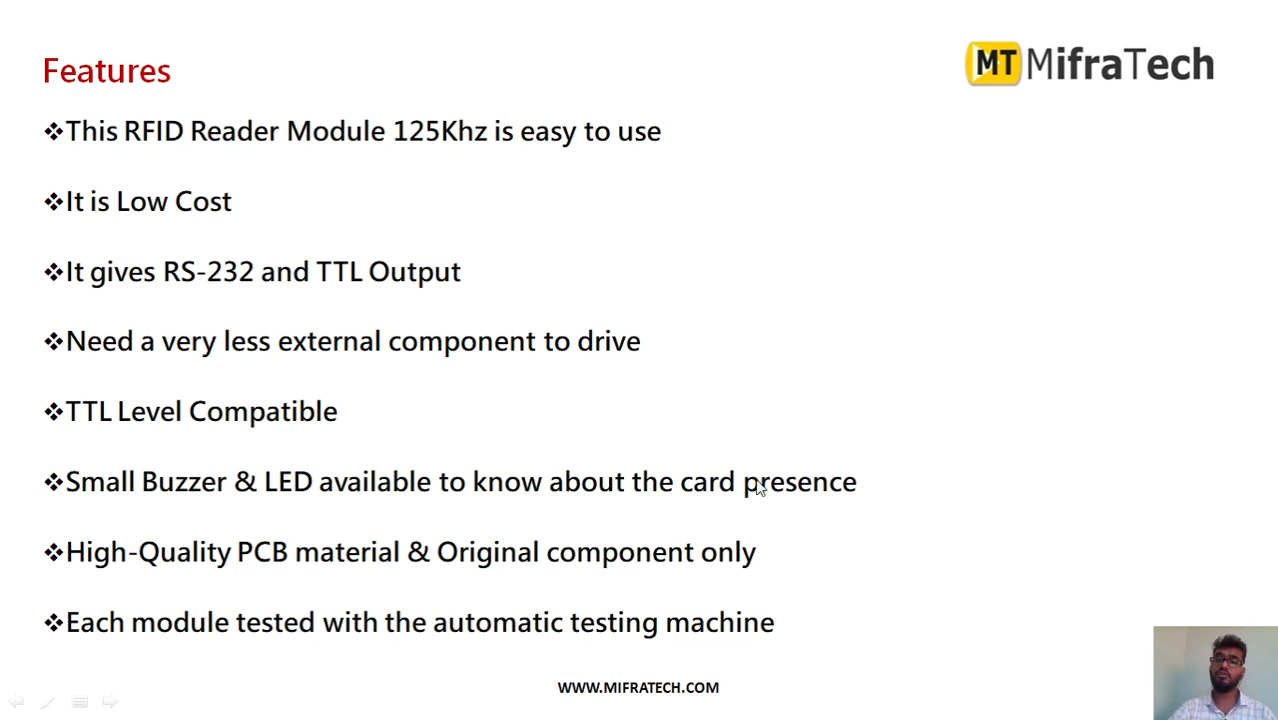 Features
MT MifraTech
❖This RFID Reader Module 125Khz is easy to use
❖It is Low Cost
❖It gives RS-232 and TTL Output
❖Need a very less external component to drive
❖TTL Level Compatible
❖Small Buzzer & LED available to know about the card presence
❖High-Quality PCB material & Original component only
❖Each module tested with the automatic testing machine
WWW.MIFRATECH.COM